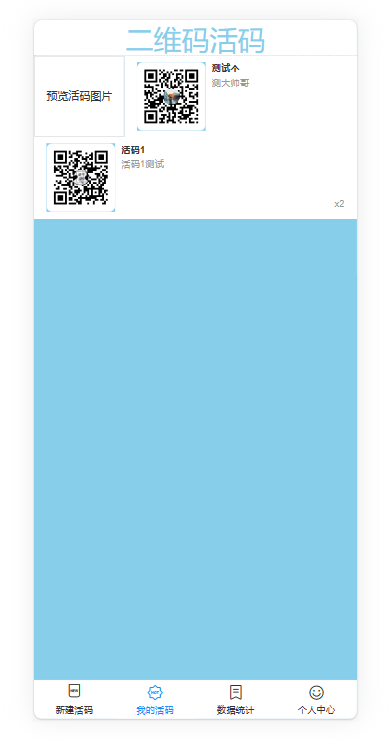 二维码活码
预览活码图片
测试个
测大帅哥
活码1
活码1测试
x2
NEW
HOT
新建活码
我的活码
数据统计
个人中心